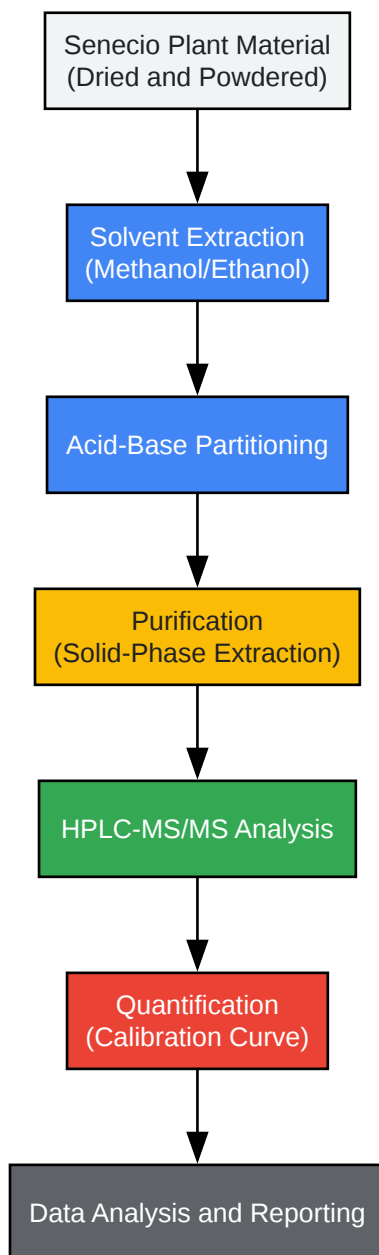 Senecio Plant Material
(Dried and Powdered)
Solvent Extraction
(Methanol/Ethanol)
Acid-Base Partitioning
Purification
(Solid-Phase Extraction)
HPLC-MS/MS Analysis
Quantification
(Calibration Curve)
Data Analysis and Reporting